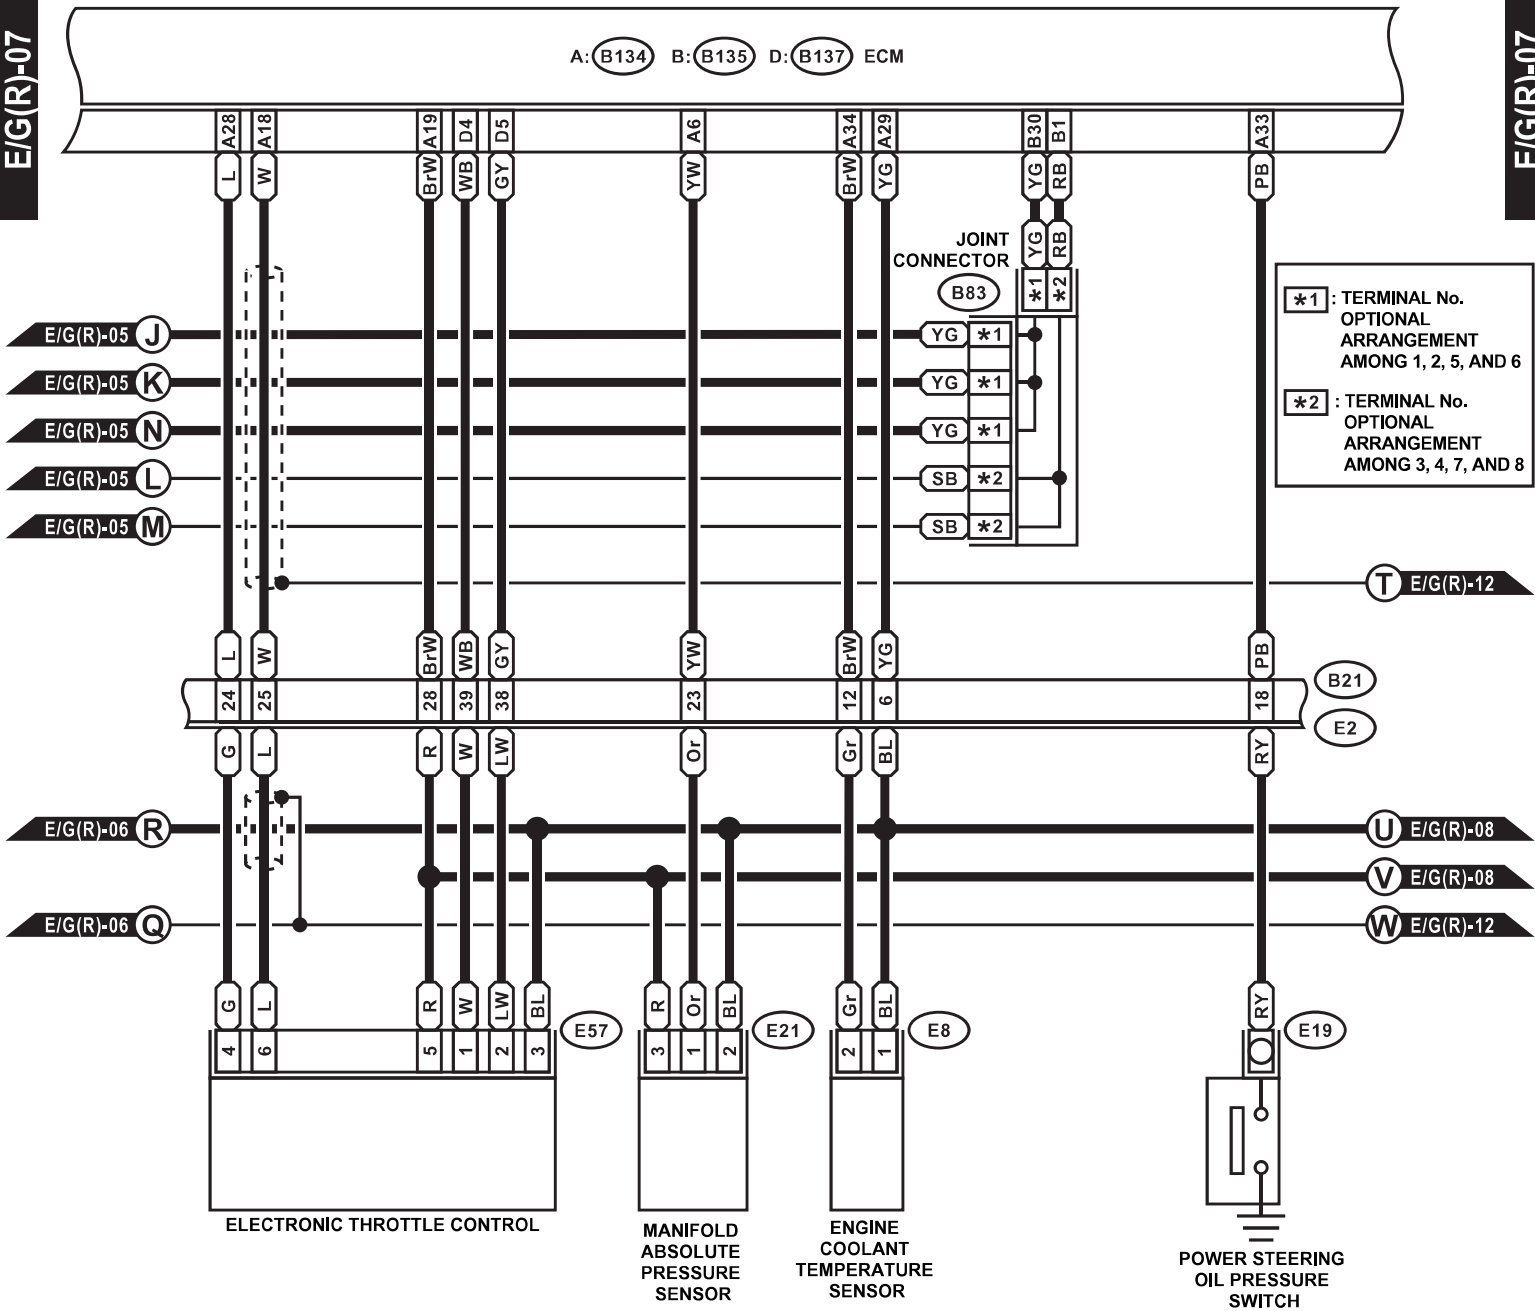 E/G(R)-07
E/G(R)-07
A: B134 B: B135 D: B137 ECM
A28 A18 A19 D4 D5 A6 A34 A29 B30 B1 A33
L W BrW WB GY YW BrW YG YG RB PB
YG RB
JOINT
CONNECTOR
B83
*1 *2
*1 : TERMINAL No.
OPTIONAL
ARRANGEMENT
AMONG 1, 2, 5, AND 6
*2 : TERMINAL No.
OPTIONAL
ARRANGEMENT
AMONG 3, 4, 7, AND 8
E/G(R)-05 J YG *1
E/G(R)-05 K YG *1
E/G(R)-05 N YG *1
E/G(R)-05 L SB *2
E/G(R)-05 M SB *2
T E/G(R)-12
L W BrW WB GY YW BrW YG PB
24 25 28 39 38 23 12 6 18
B21
E2
G L R W LW Or Gr BL RY
E/G(R)-06 R U E/G(R)-08
V E/G(R)-08
E/G(R)-06 Q W E/G(R)-12
G L R W LW BL R Or BL Gr BL RY
4 6 5 1 2 3 E57 3 1 2 E21 2 1 E8 E19
ELECTRONIC THROTTLE CONTROL
MANIFOLD
ABSOLUTE
PRESSURE
SENSOR
ENGINE
COOLANT
TEMPERATURE
SENSOR
POWER STEERING
OIL PRESSURE
SWITCH